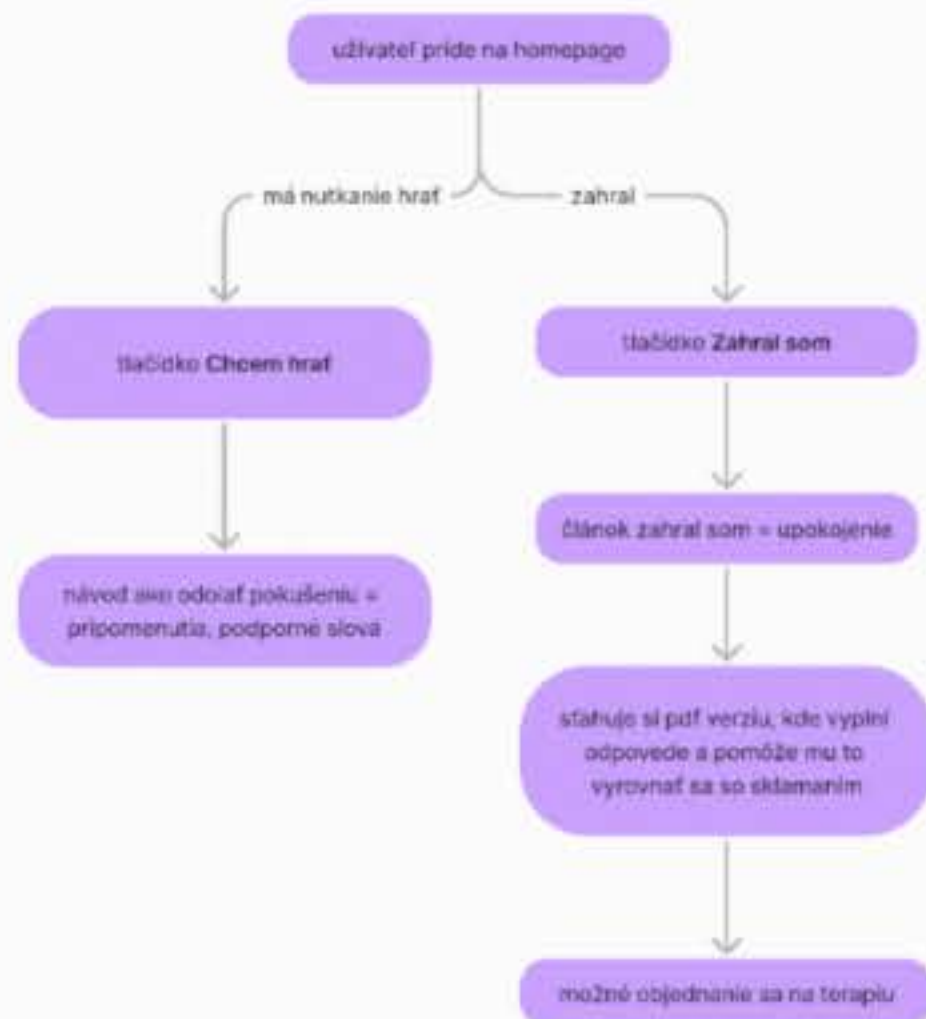 užívateľ príde na homepage
má nutkanie hrať
zahral
tlačidko Chcem hrať
tlačidko Zahral som
návod ako odolať pokušeniu =
pripomenutia, podporné slová
článok zahral som = upokojenie
sťahuje si pdf verziu, kde vyplní
odpovede a pomôže mu to
vyrovnať sa so sklamaním
možné objednanie sa na terapiu